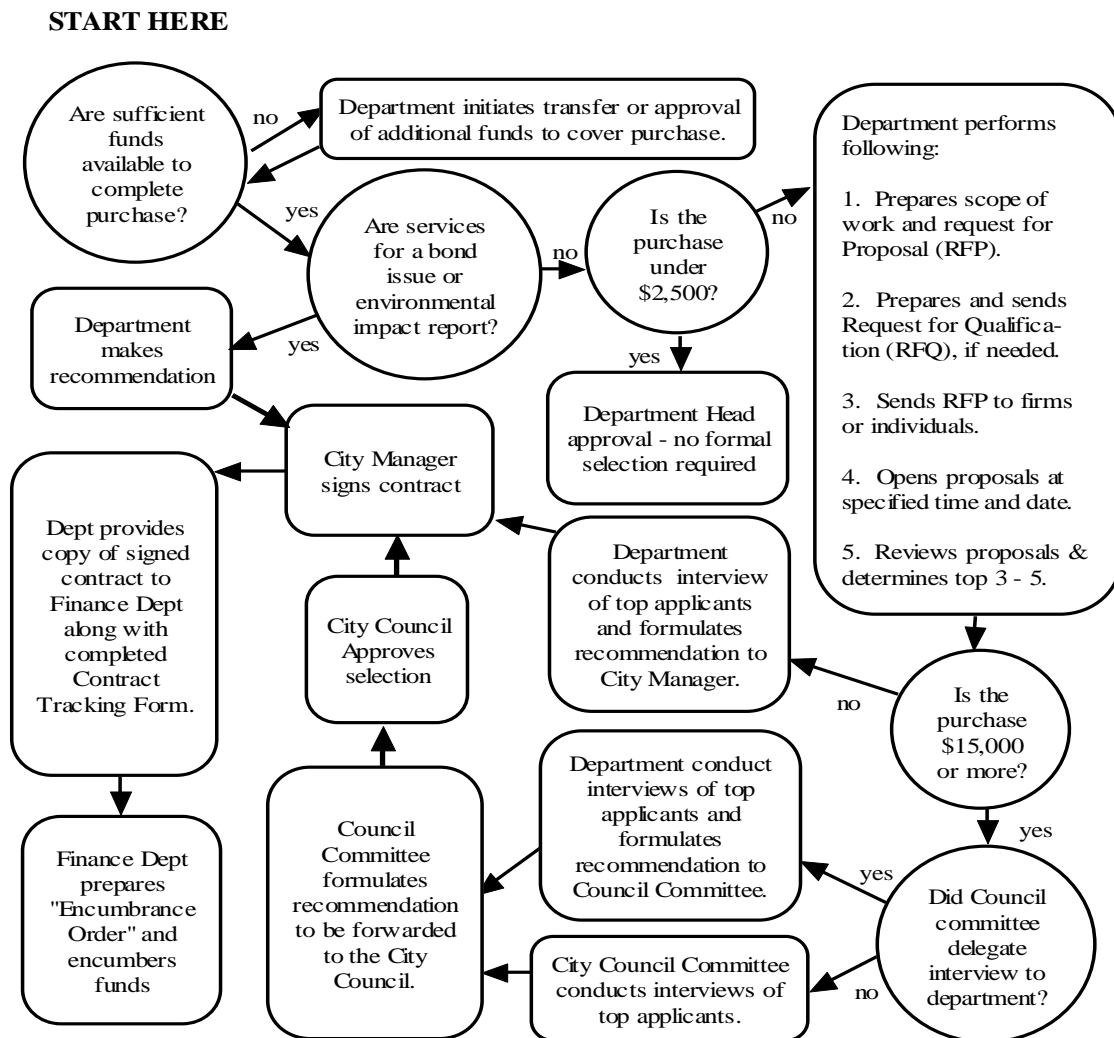 START HERE
Are sufficient
funds
available to
complete
purchase?
no
Department initiates transfer or approval
of additional funds to cover purchase.
yes
Are services
for a bond
issue or
environmental
impact report?
no
yes
Is the
purchase
under
$2,500?
no
yes
Department performs
following:
1. Prepares scope of
work and request for
Proposal (RFP).
2. Prepares and sends
Request for Qualifica-
tion (RFQ), if needed.
3. Sends RFP to firms
or individuals.
4. Opens proposals at
specified time and date.
5. Reviews proposals &
determines top 3 - 5.
Department
makes
recommendation
Department Head
approval - no formal
selection required
City Manager
signs contract
Dept provides
copy of signed
contract to
Finance Dept
along with
completed
Contract
Tracking Form.
Department
conducts interview
of top applicants
and formulates
recommendation to
City Manager.
City Council
Approves
selection
Is the
purchase
$15,000
or more?
no
yes
Department conduct
interviews of top
applicants and
formulates
recommendation to
Council Committee.
Council
Committee
formulates
recommendation
to be forwarded
to the City
Council.
Finance Dept
prepares
"Encumbrance
Order" and
encumbers
funds
yes
Did Council
committee
delegate
interview to
department?
no
City Council Committee
conducts interviews of
top applicants.